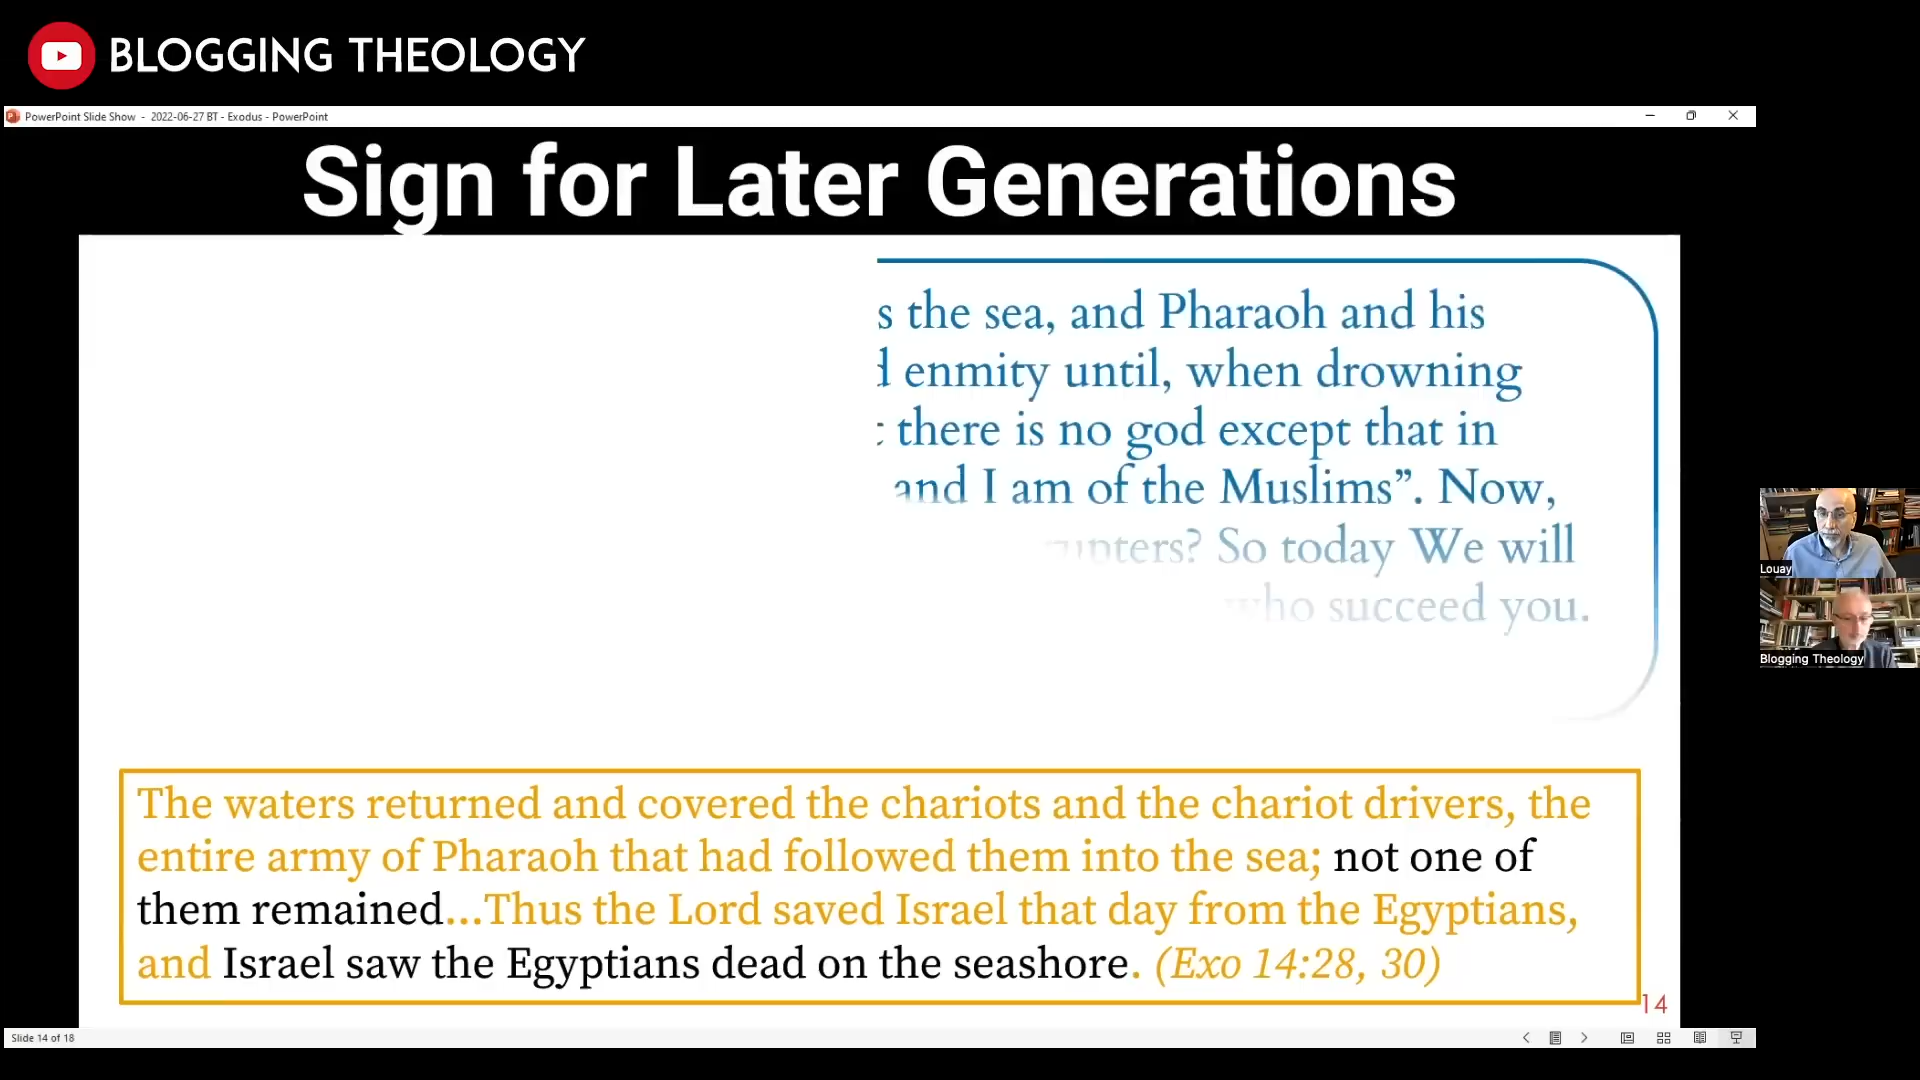 BLOGGING THEOLOGY
PowerPoint Slide Show - 2022-06-27 BT - Exodus - PowerPoint
Sign for Later Generations
s the sea, and Pharaoh and his
enmity until, when drowning
there is no god except that in
and I am of the Muslims”. Now,
So today We will
who succeed you.
The waters returned and covered the chariots and the chariot drivers, the
entire army of Pharaoh that had followed them into the sea; not one of
them remained...Thus the Lord saved Israel that day from the Egyptians,
and Israel saw the Egyptians dead on the seashore. (Exo 14:28, 30)
14
Louay
Blogging Theology
Slide 14 of 18